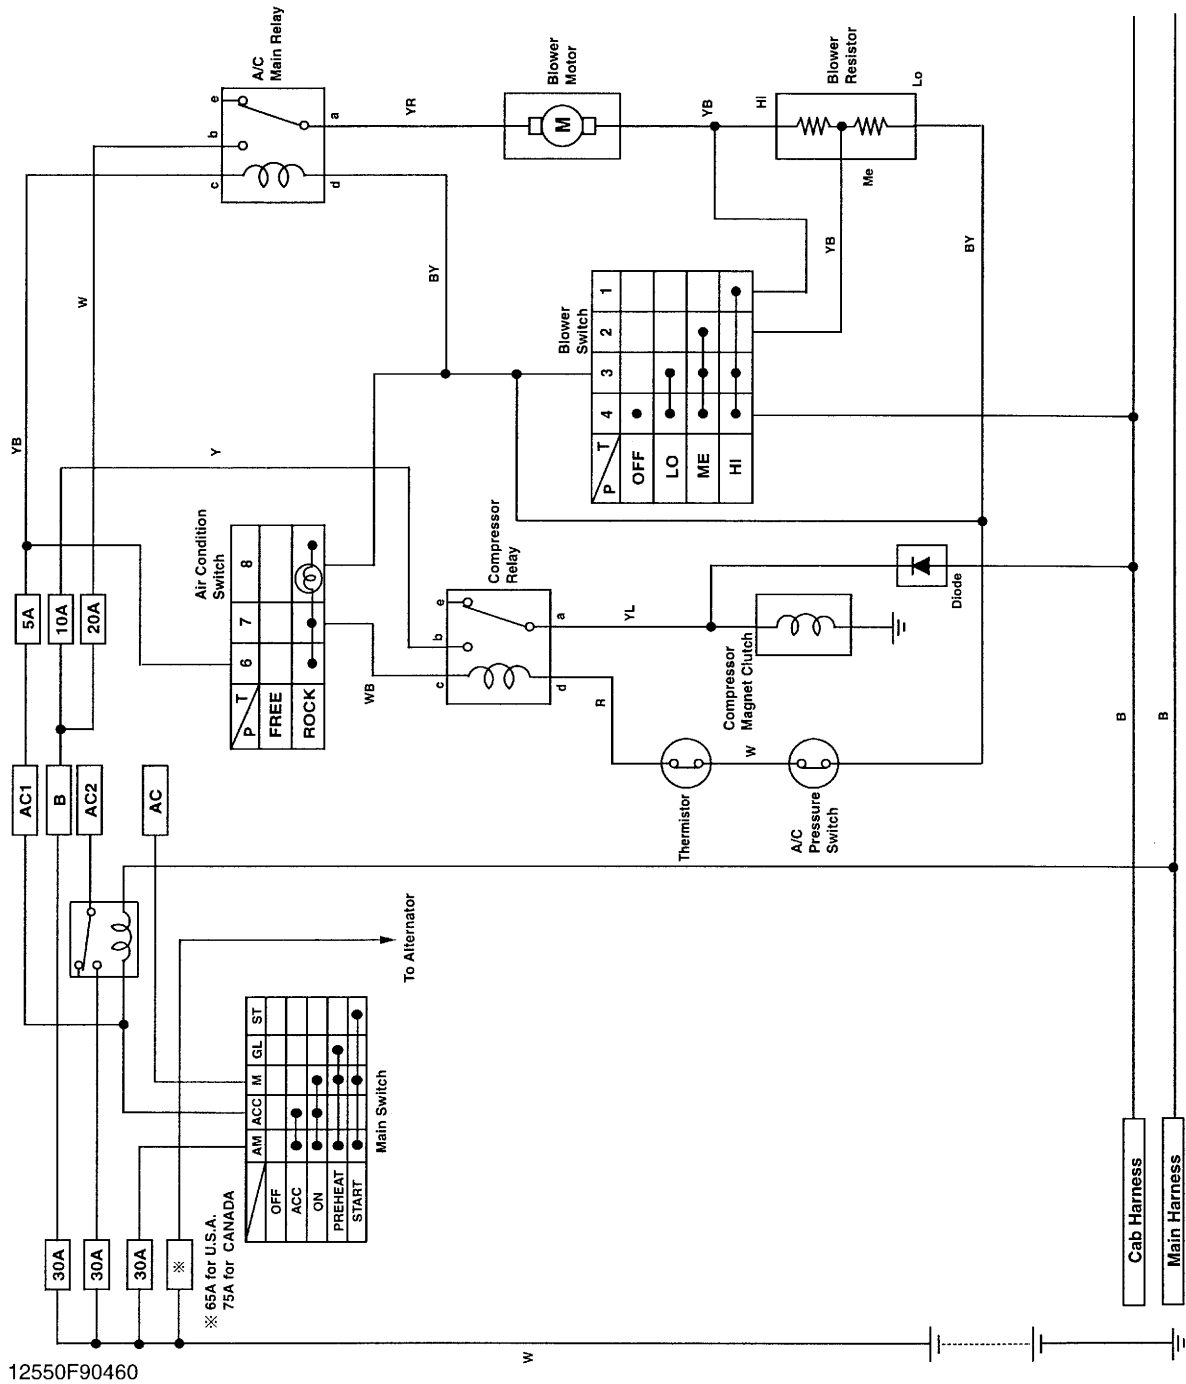 A/C
Main Relay
e
b
c
a
d
YR
Blower
Motor
M
YB
Hi
Blower
Resistor
Lo
Me
YB
BY
W
BY
YB
Y
Blower
Switch
P T 4 3 2 1
OFF
LO
ME
HI
5A
10A
20A
Air Condition
Switch
P T 6 7 8
FREE
ROCK
WB
Compressor
Relay
e
b
c
a
d
YL
R
Compressor
Magnet Clutch
Diode
Thermistor
W
A/C
Pressure
Switch
B
B
AC1
B
AC2
AC
To Alternator
AM ACC M GL ST
OFF
ACC
ON
PREHEAT
START
Main Switch
30A
30A
30A
※
※ 65A for U.S.A.
75A for CANADA
W
Cab Harness
Main Harness
12550F90460